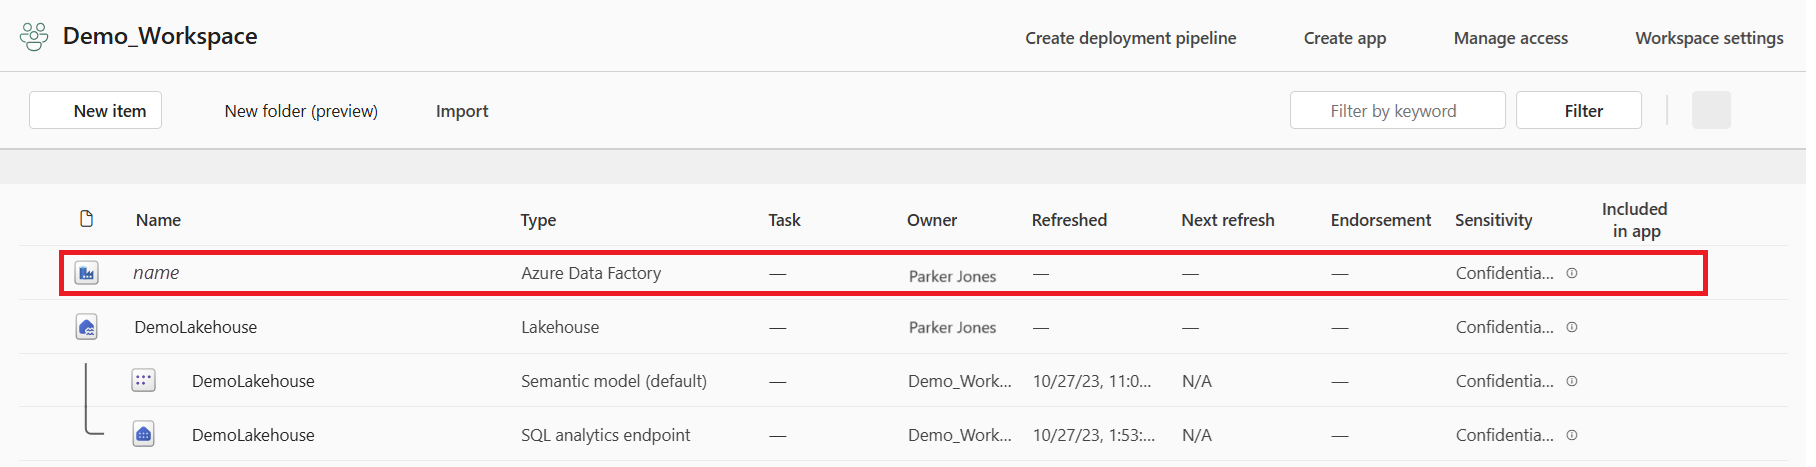 Demo_Workspace
Create deployment pipeline Create app Manage access Workspace settings
New item New folder (preview) Import Filter by keyword Filter
Name Type Task Owner Refreshed Next refresh Endorsement Sensitivity Included in app
name Azure Data Factory — Parker Jones — — — Confidentia...
DemoLakehouse Lakehouse — Parker Jones — — — Confidentia...
DemoLakehouse Semantic model (default) — Demo_Work... 10/27/23, 11:0... N/A — Confidentia...
DemoLakehouse SQL analytics endpoint — Demo_Work... 10/27/23, 1:53:... N/A — Confidentia...